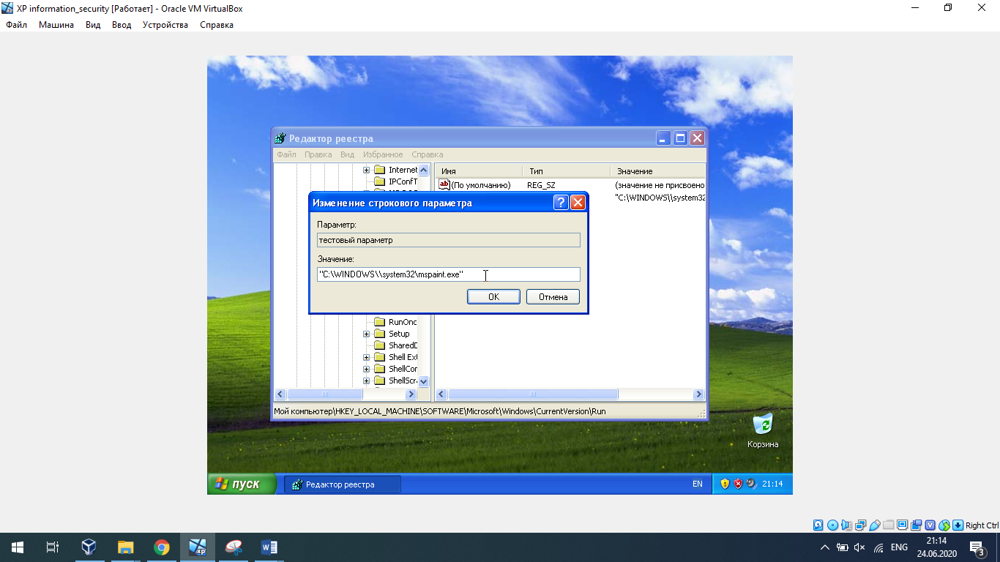 XP information_security [Работает] - Oracle VM VirtualBox
Файл Машина Вид Ввод Устройства Справка
Редактор реестра
Файл Правка Вид Избранное Справка
Internet
IPConfT
Имя Тип Значение
(По умолчанию) REG_SZ (значение не присвоено
"C:\WINDOWS\\system32
Изменение строкового параметра
Параметр:
тестовый параметр
Значение:
"C:\WINDOWS\\system32\mspaint.exe"
OK Отмена
RunOnc
Setup
SharedD
Shell Ext
ShellCor
ShellScra
Мой компьютер\HKEY_LOCAL_MACHINE\SOFTWARE\Microsoft\Windows\CurrentVersion\Run
Корзина
пуск Редактор реестра EN 21:14
Right Ctrl
ENG 21:14
24.06.2020
3